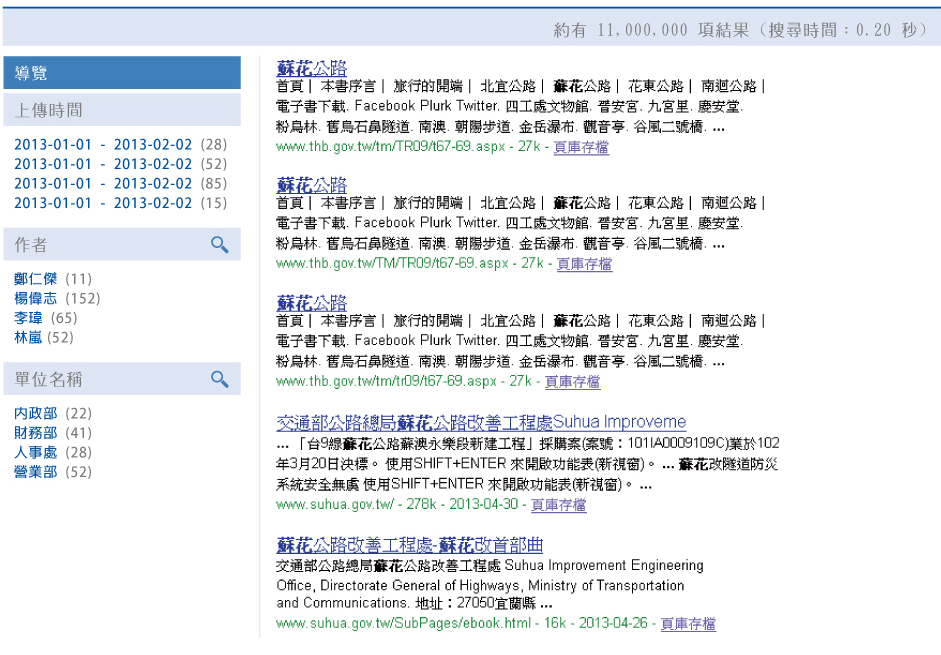 約有 11,000,000 項結果（搜尋時間：0.20 秒）
導覽
上傳時間
2013-01-01 - 2013-02-02 (28)
2013-01-01 - 2013-02-02 (52)
2013-01-01 - 2013-02-02 (85)
2013-01-01 - 2013-02-02 (15)
作者
鄭仁傑 (11)
楊偉志 (152)
李瑋 (65)
林嵐 (52)
單位名稱
內政部 (22)
財務部 (41)
人事處 (28)
營業部 (52)
蘇花公路
首頁 | 本書序言 | 旅行的開端 | 北宜公路 | 蘇花公路 | 花東公路 | 南迴公路 |
電子書下載. Facebook Plurk Twitter. 四工處文物館. 晉安宮. 九宮里. 慶安堂.
粉鳥林. 舊烏石鼻隧道. 南澳. 朝陽步道. 金岳瀑布. 觀音亭. 谷風二號橋. ...
www.thb.gov.tw/tm/TR09/t67-69.aspx - 27k - 頁庫存檔
蘇花公路
首頁 | 本書序言 | 旅行的開端 | 北宜公路 | 蘇花公路 | 花東公路 | 南迴公路 |
電子書下載. Facebook Plurk Twitter. 四工處文物館. 晉安宮. 九宮里. 慶安堂.
粉鳥林. 舊烏石鼻隧道. 南澳. 朝陽步道. 金岳瀑布. 觀音亭. 谷風二號橋. ...
www.thb.gov.tw/TM/TR09/t67-69.aspx - 27k - 頁庫存檔
蘇花公路
首頁 | 本書序言 | 旅行的開端 | 北宜公路 | 蘇花公路 | 花東公路 | 南迴公路 |
電子書下載. Facebook Plurk Twitter. 四工處文物館. 晉安宮. 九宮里. 慶安堂.
粉鳥林. 舊烏石鼻隧道. 南澳. 朝陽步道. 金岳瀑布. 觀音亭. 谷風二號橋. ...
www.thb.gov.tw/tm/tr09/t67-69.aspx - 27k - 頁庫存檔
交通部公路總局蘇花公路改善工程處Suhua Improveme
... 「台9線蘇花公路蘇澳永樂段新建工程」採購案(案號：101IA0009109C)業於102
年3月20日決標。 使用SHIFT+ENTER 來開啟功能表(新視窗)。 ... 蘇花改隧道防災
系統安全無虞 使用SHIFT+ENTER 來開啟功能表(新視窗)。 ...
www.suhua.gov.tw/ - 278k - 2013-04-30 - 頁庫存檔
蘇花公路改善工程處-蘇花改首部曲
交通部公路總局蘇花公路改善工程處 Suhua Improvement Engineering
Office, Directorate General of Highways, Ministry of Transportation
and Communications. 地址：27050宜蘭縣 ...
www.suhua.gov.tw/SubPages/ebook.html - 16k - 2013-04-26 - 頁庫存檔